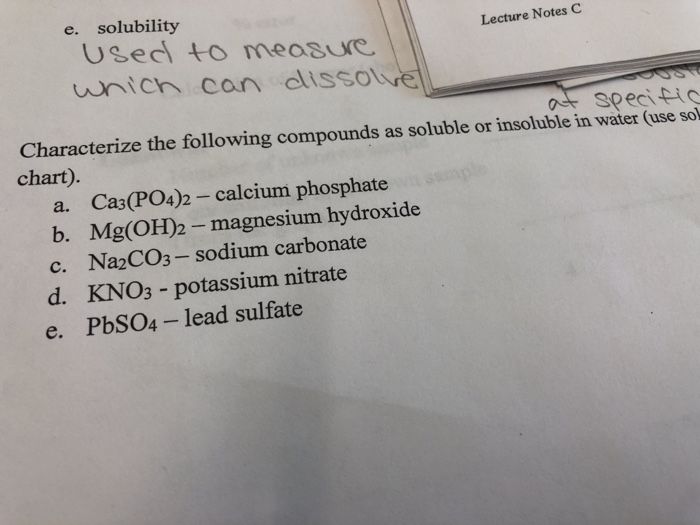 Lecture Notes C
e. solubility
Used to measure
which can dissolve
at specific
Characterize the following compounds as soluble or insoluble in water (use sol
chart).
a. Ca3(PO4)2 – calcium phosphate
b. Mg(OH)2 – magnesium hydroxide
c. Na2CO3 – sodium carbonate
d. KNO3 - potassium nitrate
e. PbSO4 – lead sulfate